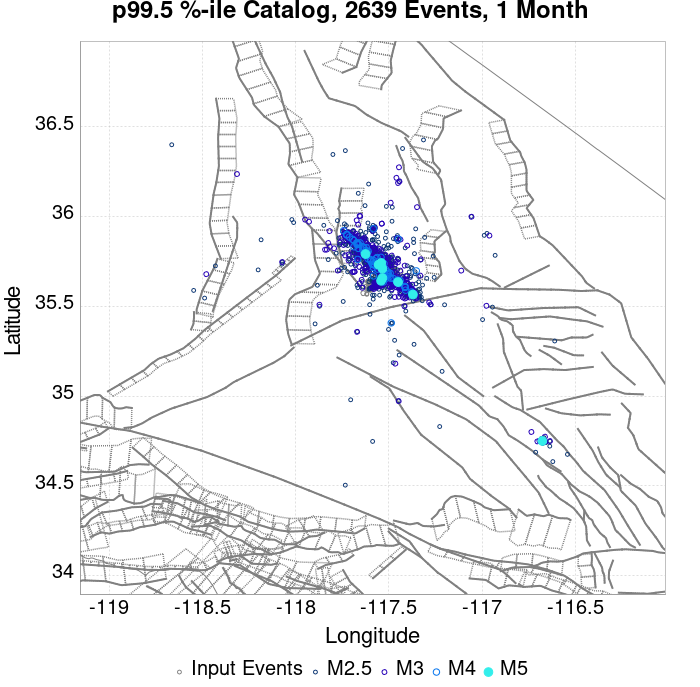 p99.5 %-ile Catalog, 2639 Events, 1 Month
36.5
36
35.5
35
34.5
34
Latitude
-119 -118.5 -118 -117.5 -117 -116.5
Longitude
Input Events M2.5 M3 M4 M5